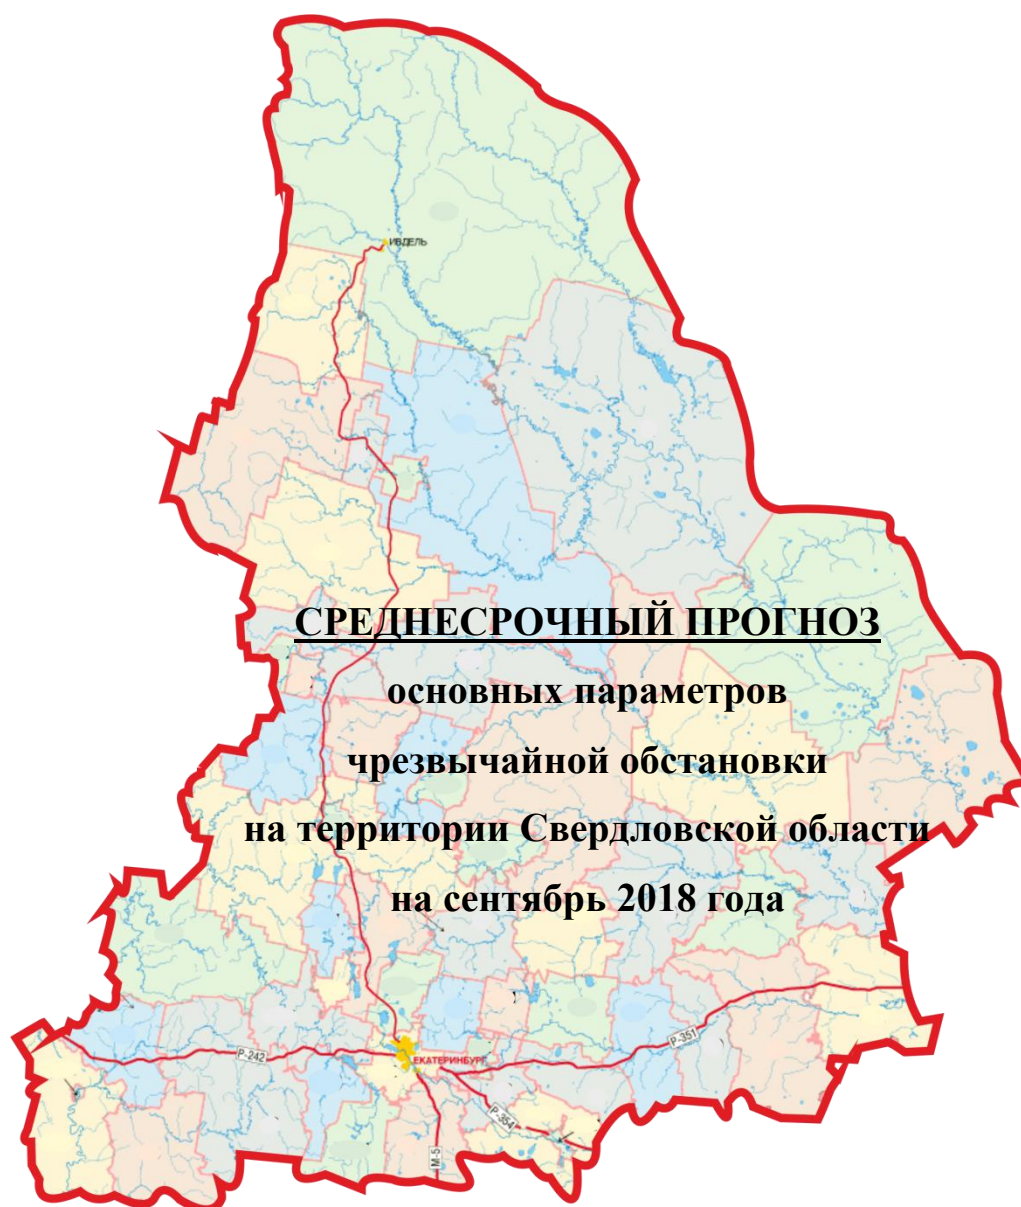 ИВДЕЛЬ
СРЕДНЕСРОЧНЫЙ ПРОГНОЗ
основных параметров
чрезвычайной обстановки
на территории Свердловской области
на сентябрь 2018 года
Р-351
Р-242
ЕКАТЕРИНБУРГ
Р-354
М-5